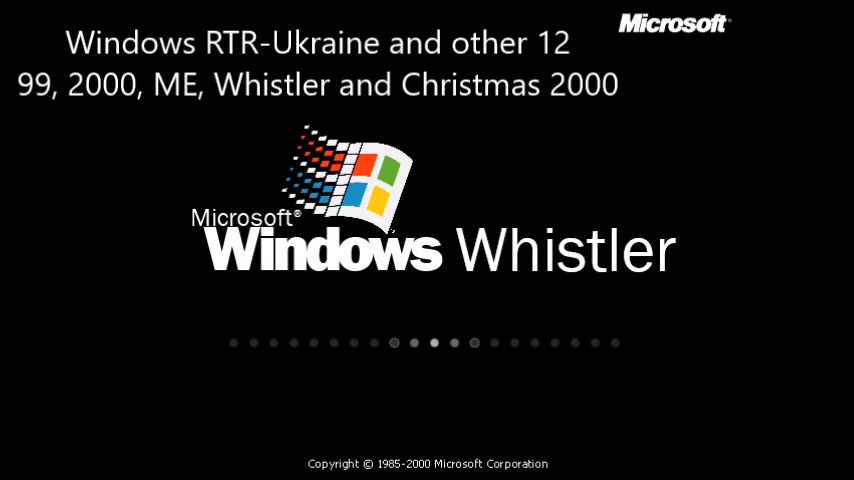 Microsoft®
Windows RTR-Ukraine and other 12
99, 2000, ME, Whistler and Christmas 2000
Microsoft®
Windows Whistler
Copyright © 1985-2000 Microsoft Corporation